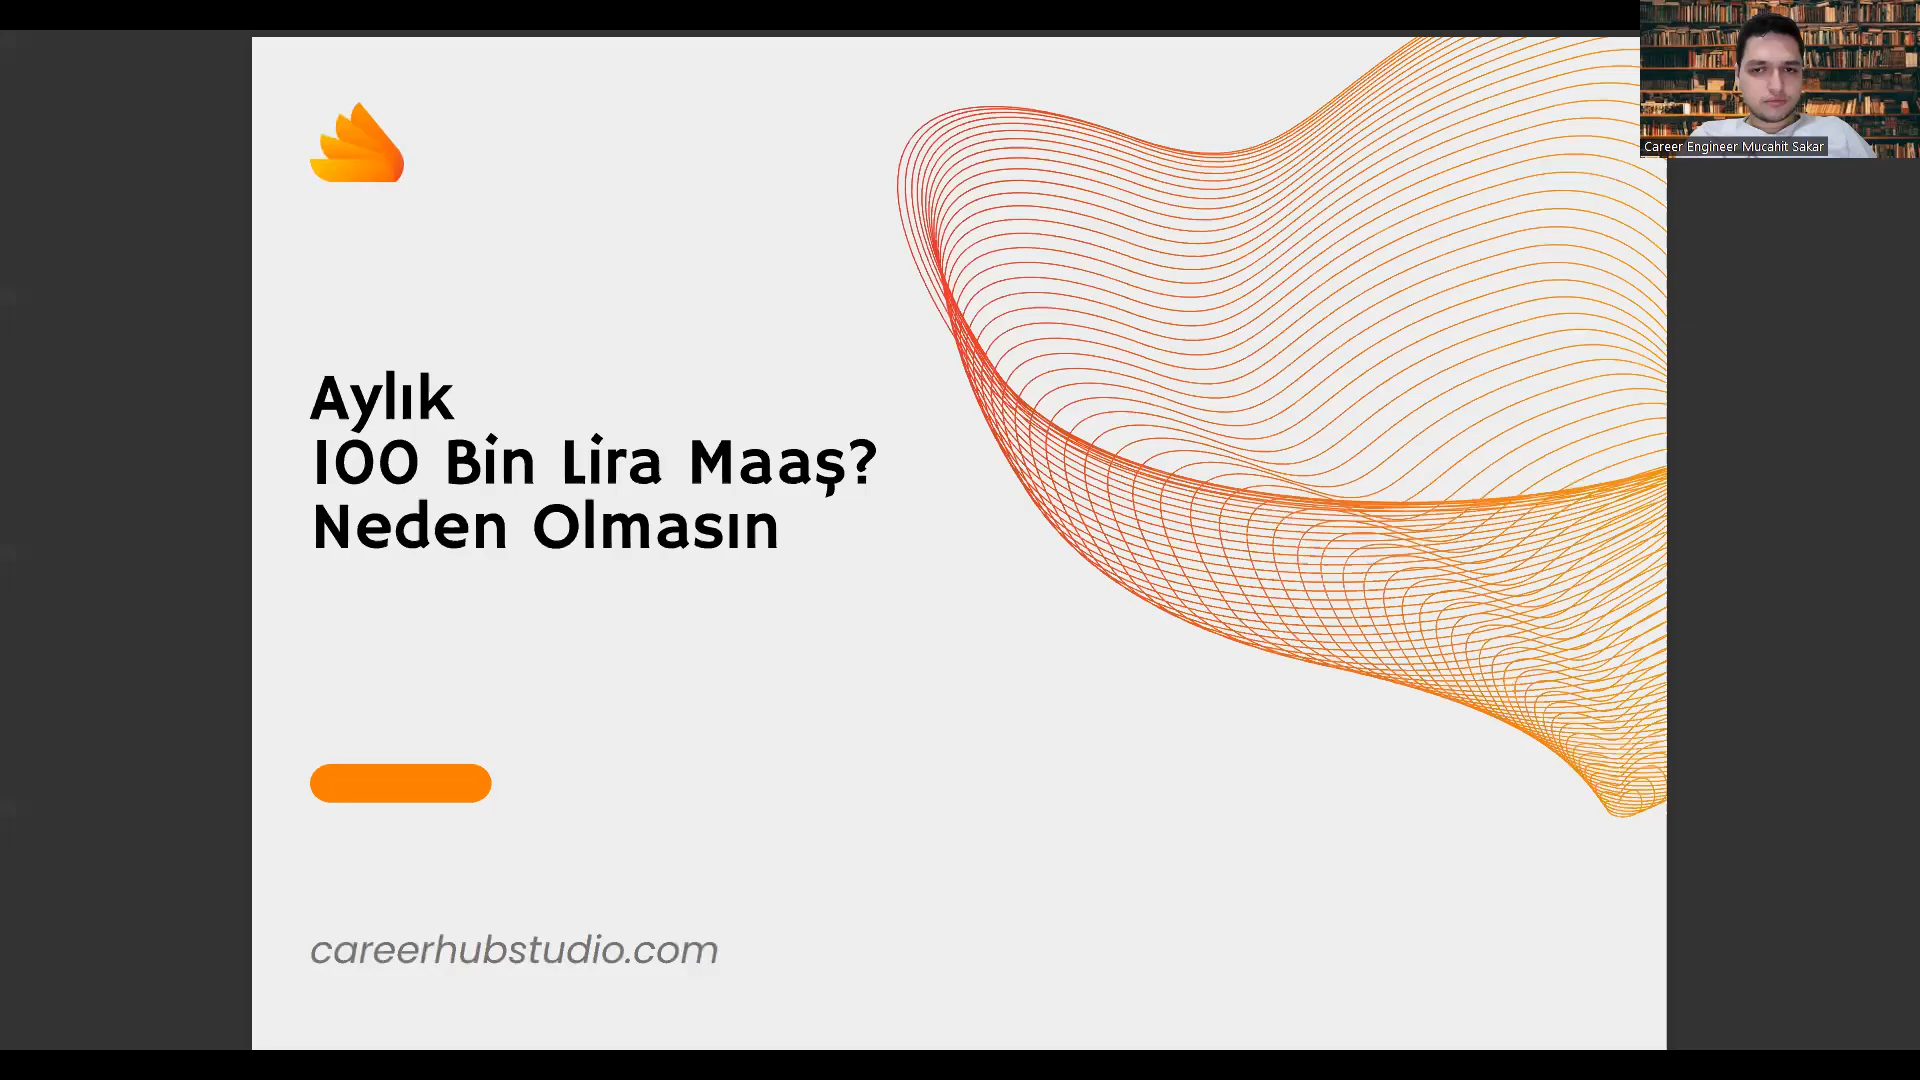 Career Engineer Mucahit Sakar
Aylık
100 Bin Lira Maaş?
Neden Olmasın
careerhubstudio.com